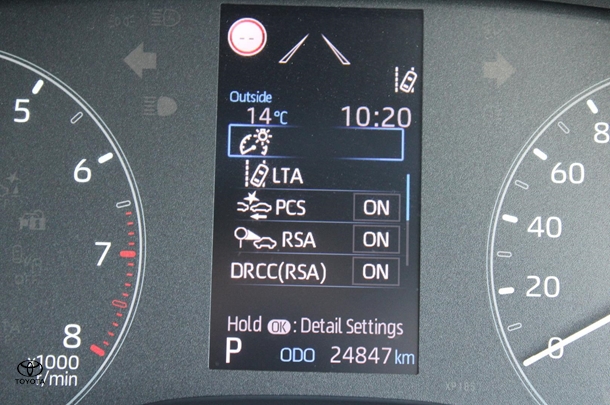 Outside
14°C 10:20
LTA
PCS ON
RSA ON
DRCC(RSA) ON
Hold OK : Detail Settings
P ODO 24847 km
5
6
7
8
x1000
r/min
TOYOTA
80
60
40
20
0